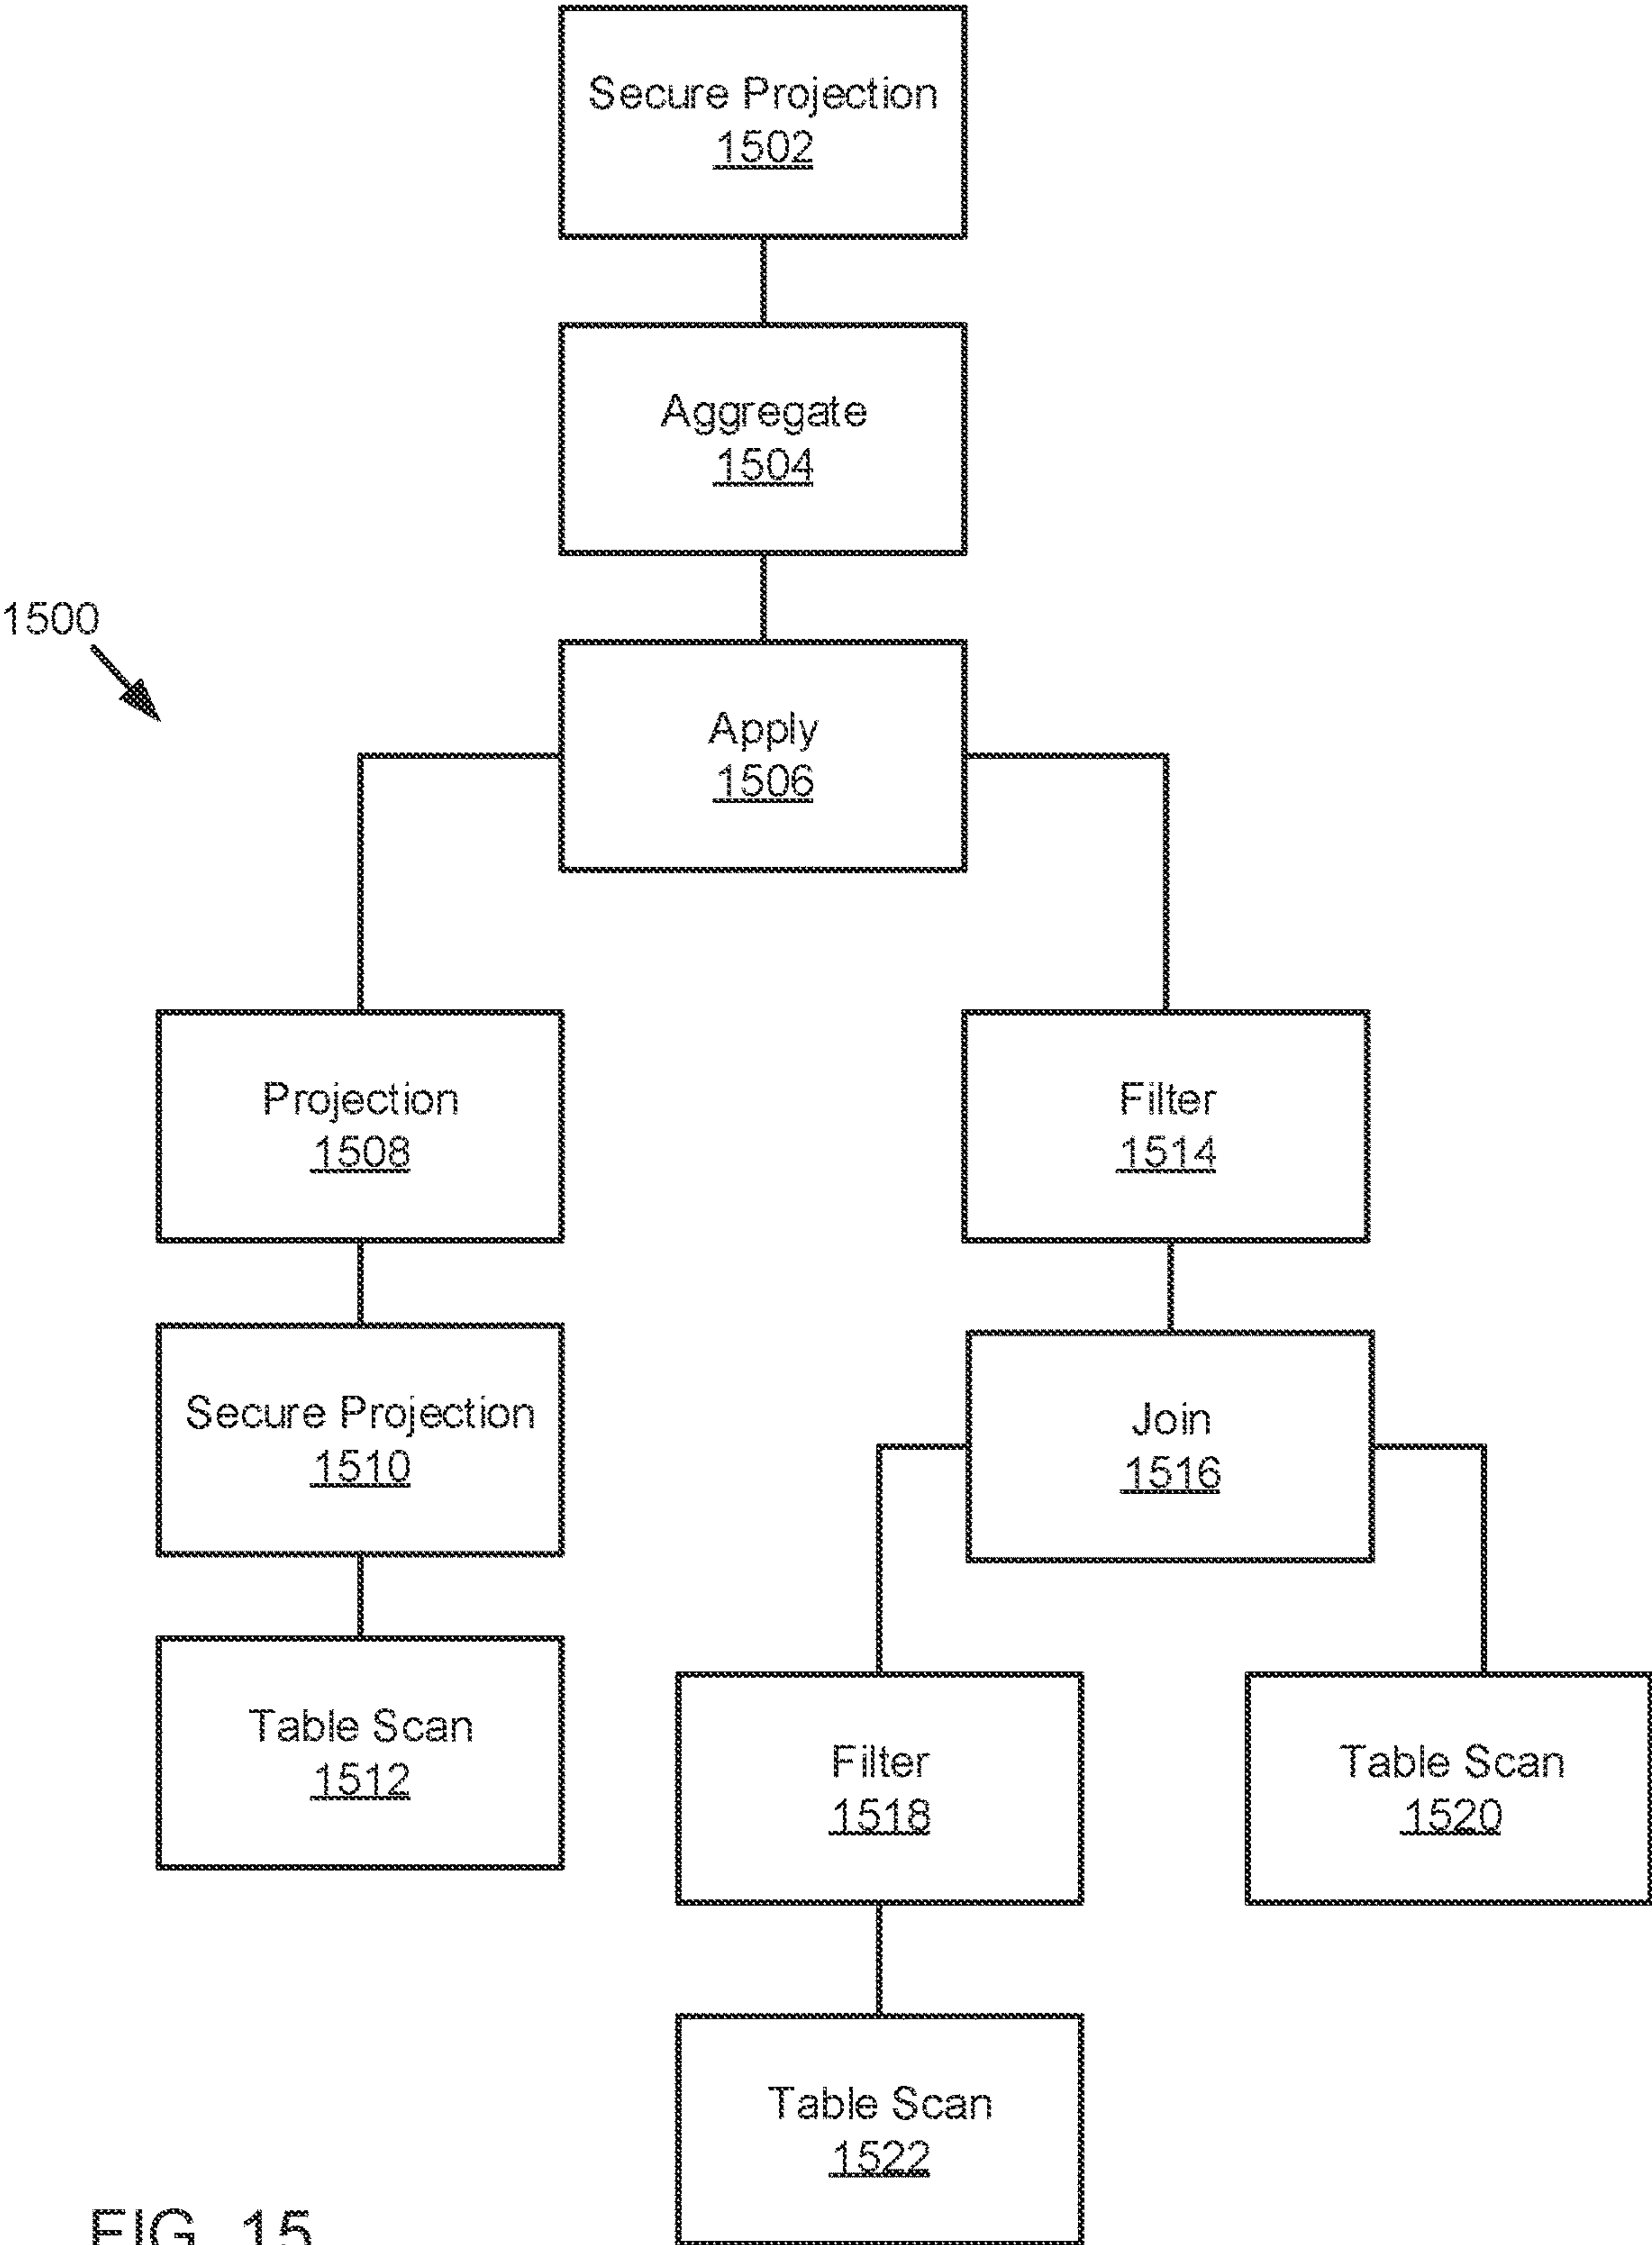 Secure Projection
1502
Aggregate
1504
1500
Apply
1506
Projection
1508
Filter
1514
Secure Projection
1510
Join
1516
Table Scan
1512
Filter
1518
Table Scan
1520
Table Scan
1522
FIG. 15